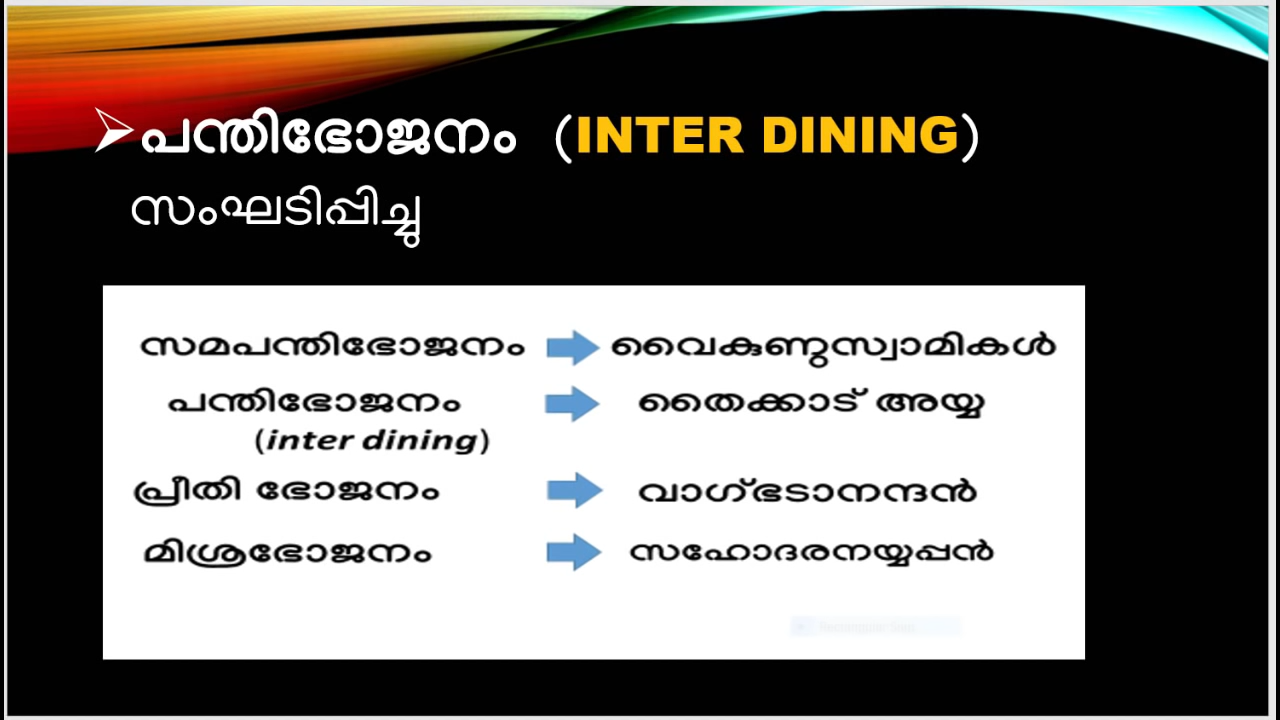 പന്തിഭോജനം (INTER DINING)
സംഘടിപ്പിച്ചു
സമപന്തിഭോജനം വൈകുണ്ഠസ്വാമികൾ
പന്തിഭോജനം തൈക്കാട് അയ്യ
(inter dining)
പ്രീതി ഭോജനം വാഗ്ഭടാനന്ദൻ
മിശ്രഭോജനം സഹോദരനയ്യപ്പൻ